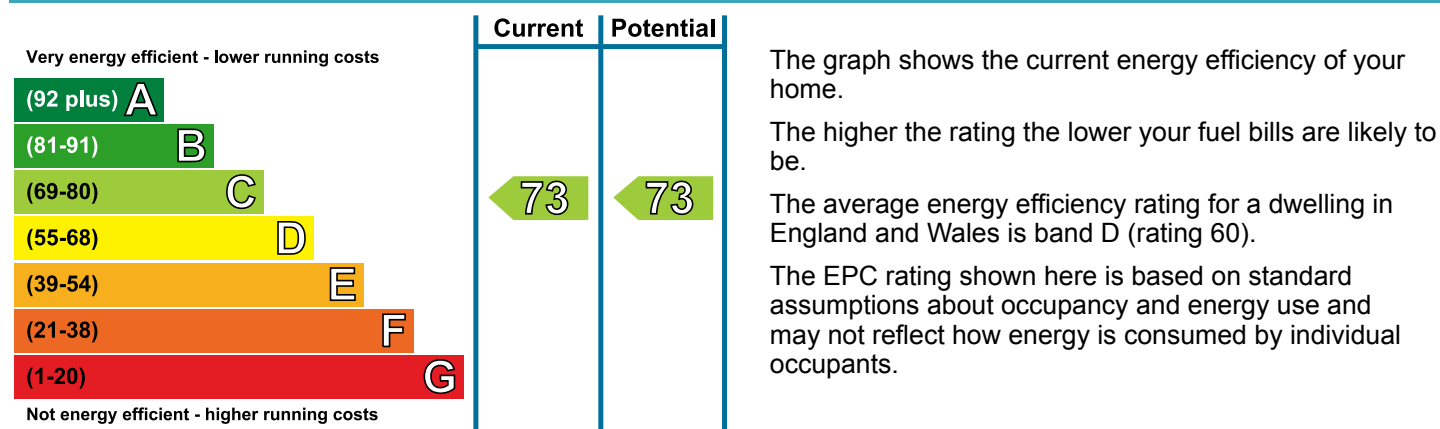 Current Potential
Very energy efficient - lower running costs
(92 plus) A
(81-91) B
(69-80) C 73 73
(55-68) D
(39-54) E
(21-38) F
(1-20) G
Not energy efficient - higher running costs
The graph shows the current energy efficiency of your
home.
The higher the rating the lower your fuel bills are likely to
be.
The average energy efficiency rating for a dwelling in
England and Wales is band D (rating 60).
The EPC rating shown here is based on standard
assumptions about occupancy and energy use and
may not reflect how energy is consumed by individual
occupants.